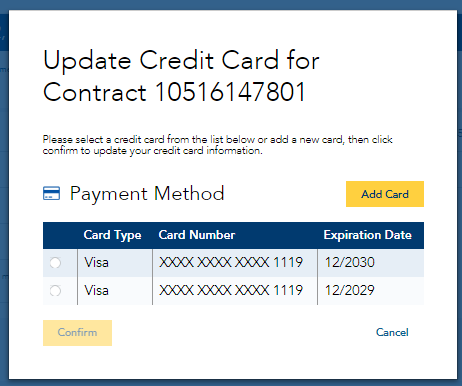 Update Credit Card for
Contract 10516147801
Please select a credit card from the list below or add a new card, then click
confirm to update your credit card information.
Payment Method
Add Card
Card Type Card Number Expiration Date
Visa XXXX XXXX XXXX 1119 12/2030
Visa XXXX XXXX XXXX 1119 12/2029
Confirm
Cancel